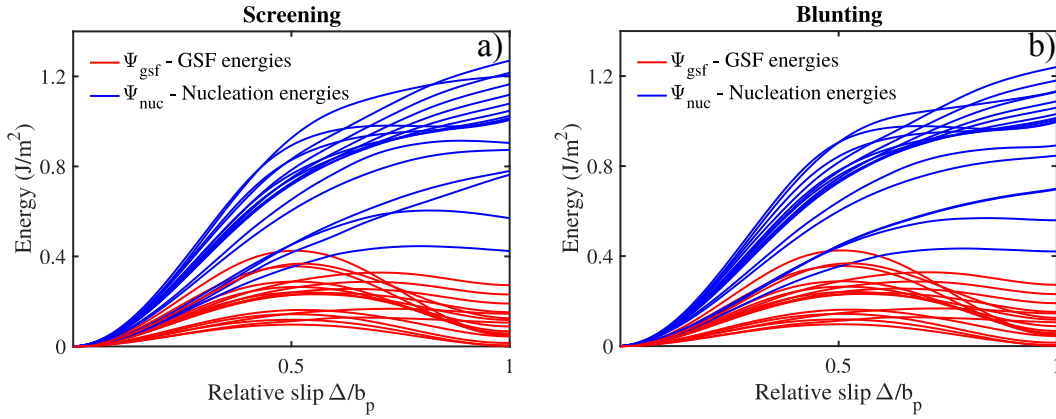 Screening
a)
Ψgsf - GSF energies
Ψnuc - Nucleation energies
Energy (J/m²)
1.2
0.8
0.4
0
0.5
1
Relative slip Δ/bp
Blunting
b)
Ψgsf - GSF energies
Ψnuc - Nucleation energies
Energy (J/m²)
1.2
0.8
0.4
0
0.5
1
Relative slip Δ/bp